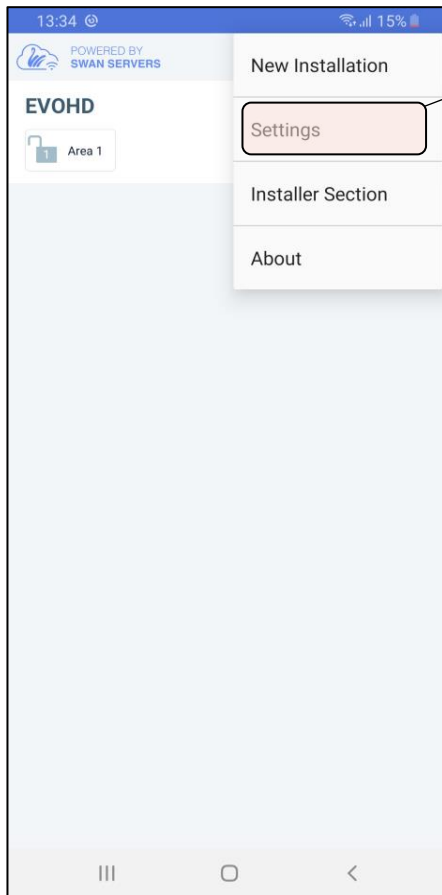 13:34 15%
POWERED BY
SWAN SERVERS
New Installation
EVOHD
Settings
1 Area 1
Installer Section
About